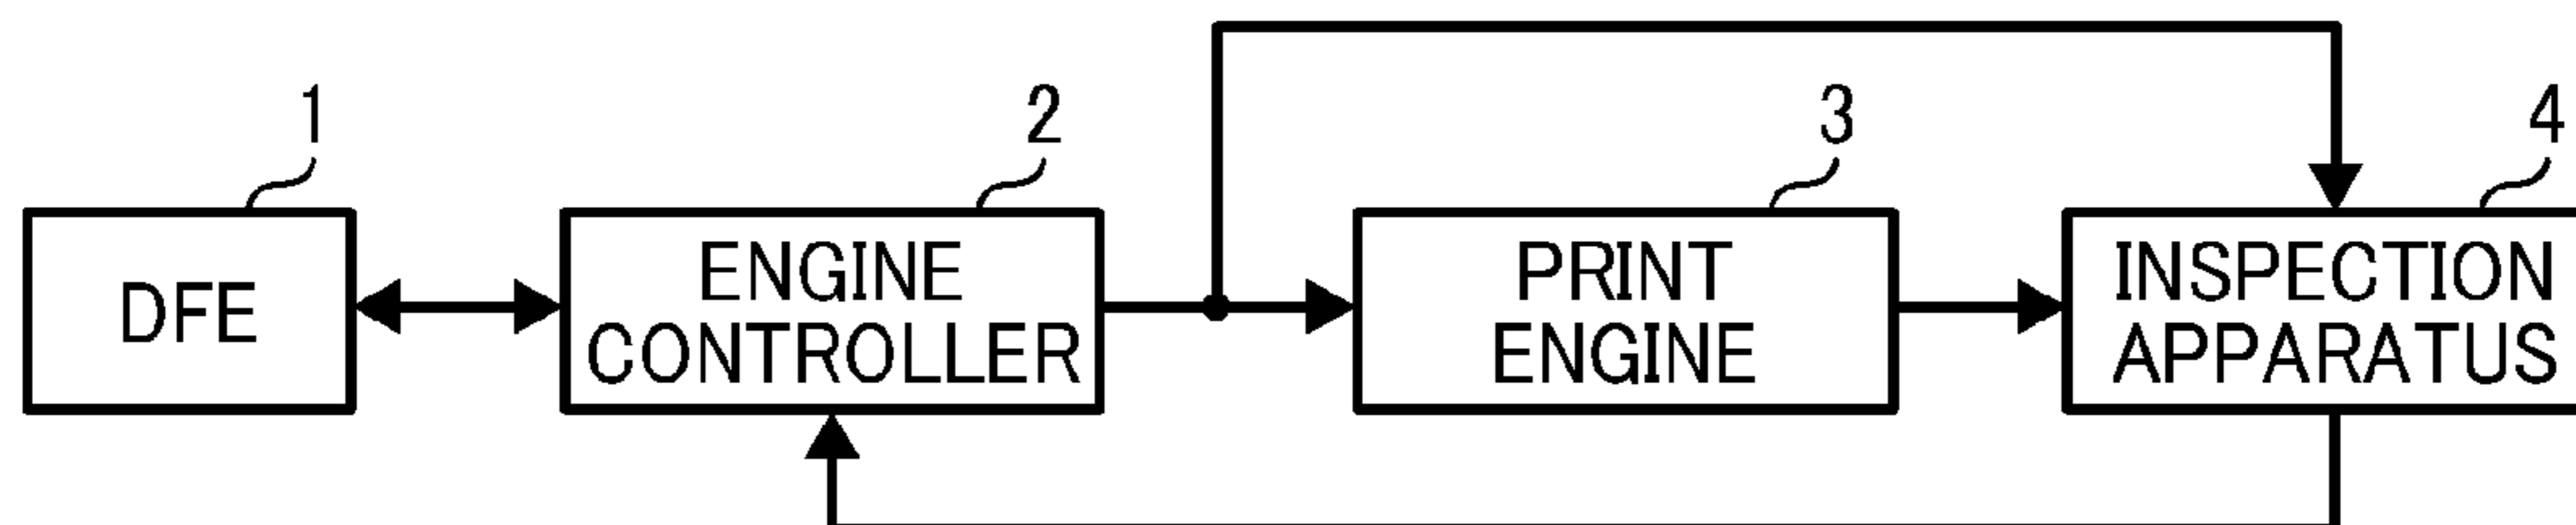 1
2
3
4
DFE
ENGINE
CONTROLLER
PRINT
ENGINE
INSPECTION
APPARATUS